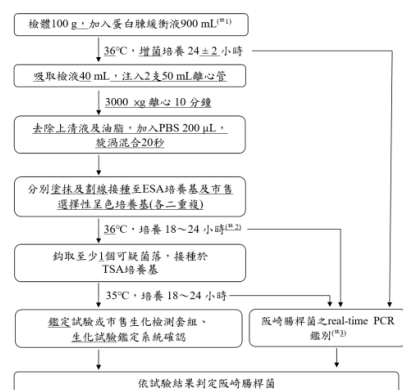 檢體100 g，加入蛋白腖緩衝液900 mL(註1)
36°C，增菌培養 24±2 小時
吸取檢液40 mL，注入2支50 mL離心管
3000 ×g 離心 10 分鐘
去除上清液及油脂，加入PBS 200 μL，
旋渦混合20秒
分別塗抹及劃線接種至ESA培養基及市售
選擇性呈色培養基(各二重複)
36°C，培養 18~24 小時(註2)
鈎取至少1個可疑菌落，接種於
TSA培養基
35°C，培養 18~24 小時
鑑定試驗或市售生化檢測套組、
生化試驗鑑定系統確認
阪崎腸桿菌之real-time PCR
鑑別(註3)
依試驗結果判定阪崎腸桿菌